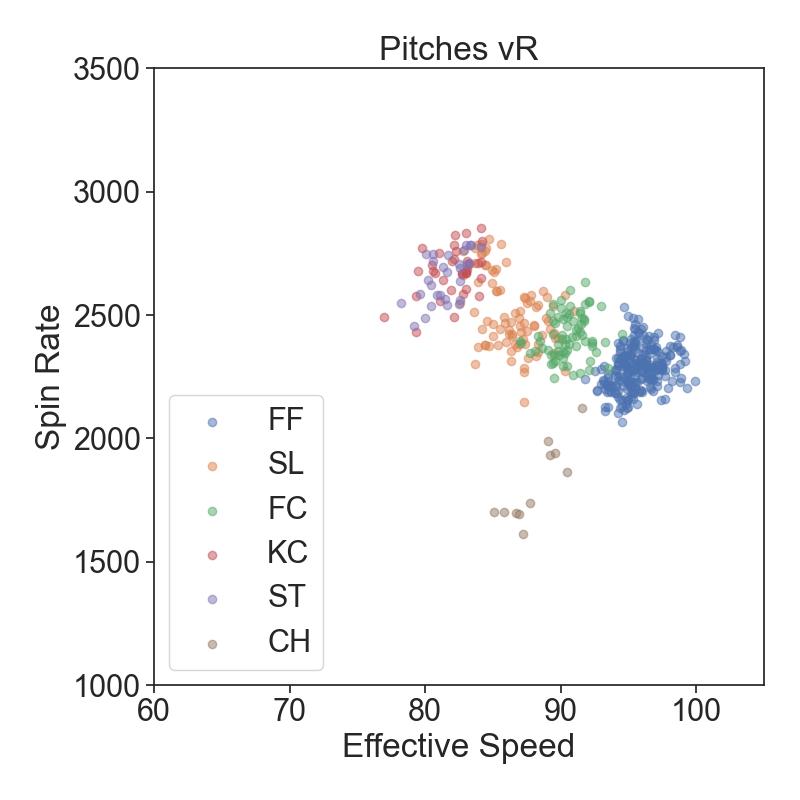 Pitches vR
3500
3000
2500
2000
1500
1000
Spin Rate
FF
SL
FC
KC
ST
CH
60 70 80 90 100
Effective Speed